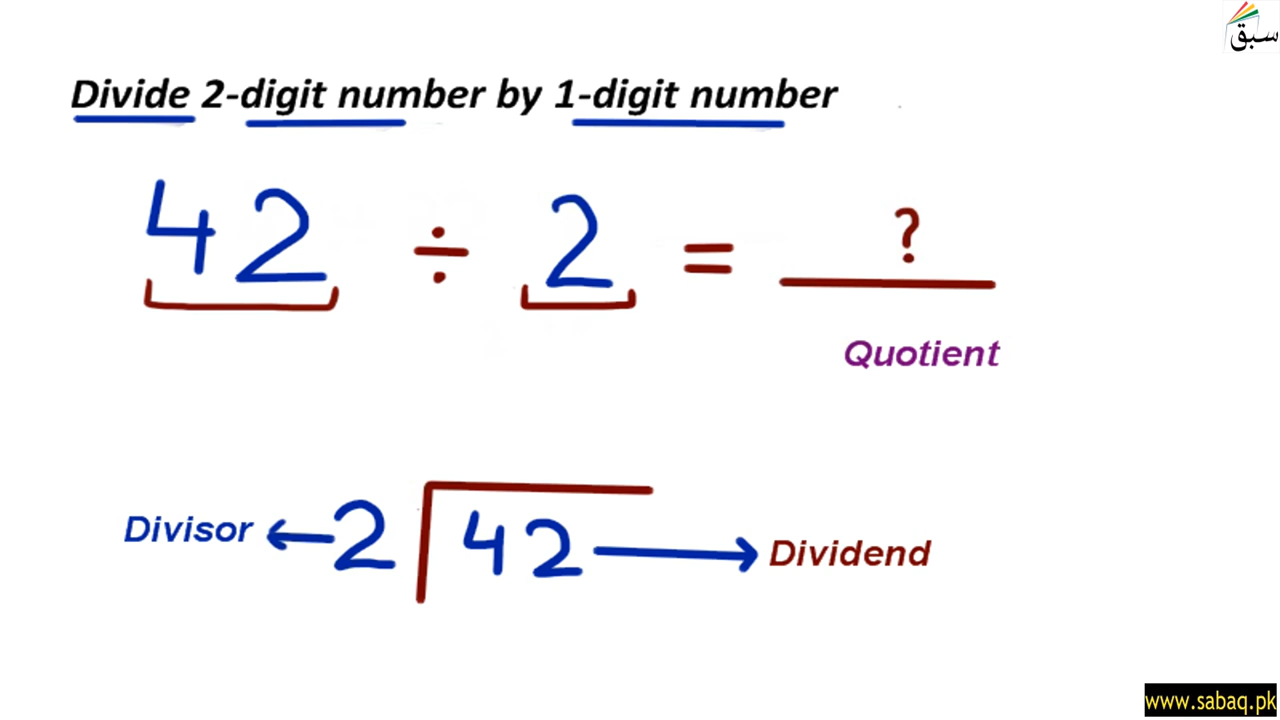 سبق
Divide 2-digit number by 1-digit number
42 ÷ 2 = ?
Quotient
Divisor ← 2 42 → Dividend
www.sabaq.pk